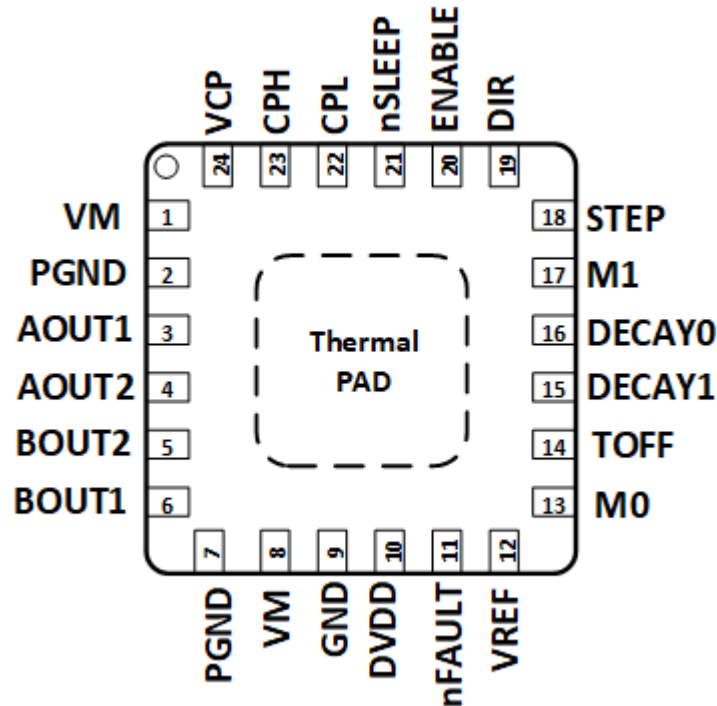 VCP
CPH
CPL
nSLEEP
ENABLE
DIR
24
23
22
21
20
19
VM 1
18 STEP
PGND 2
17 M1
AOUT1 3
16 DECAY0
AOUT2 4
15 DECAY1
BOUT2 5
14 TOFF
BOUT1 6
13 M0
Thermal
PAD
7
8
9
10
11
12
PGND
VM
GND
DVDD
nFAULT
VREF